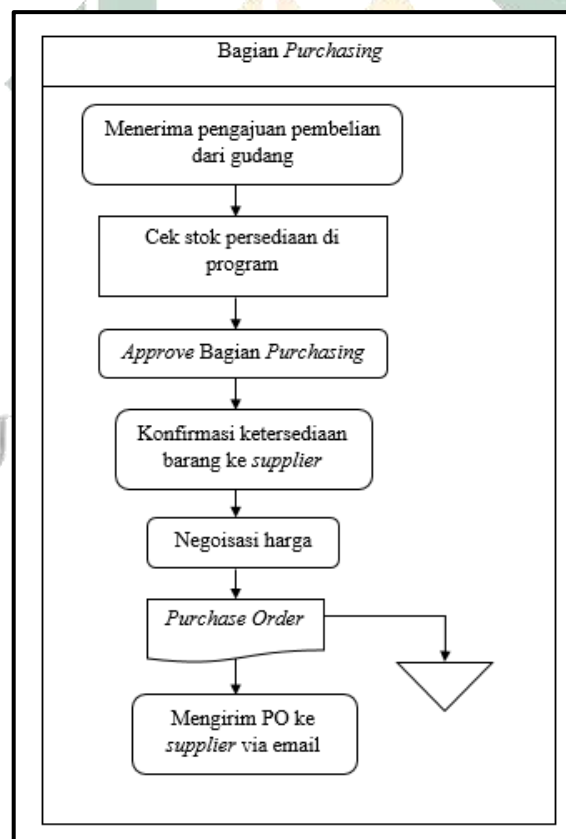 Bagian Purchasing
Menerima pengajuan pembelian
dari gudang
Cek stok persediaan di
program
Approve Bagian Purchasing
Konfirmasi ketersediaan
barang ke supplier
Negoisasi harga
Purchase Order
Mengirim PO ke
supplier via email